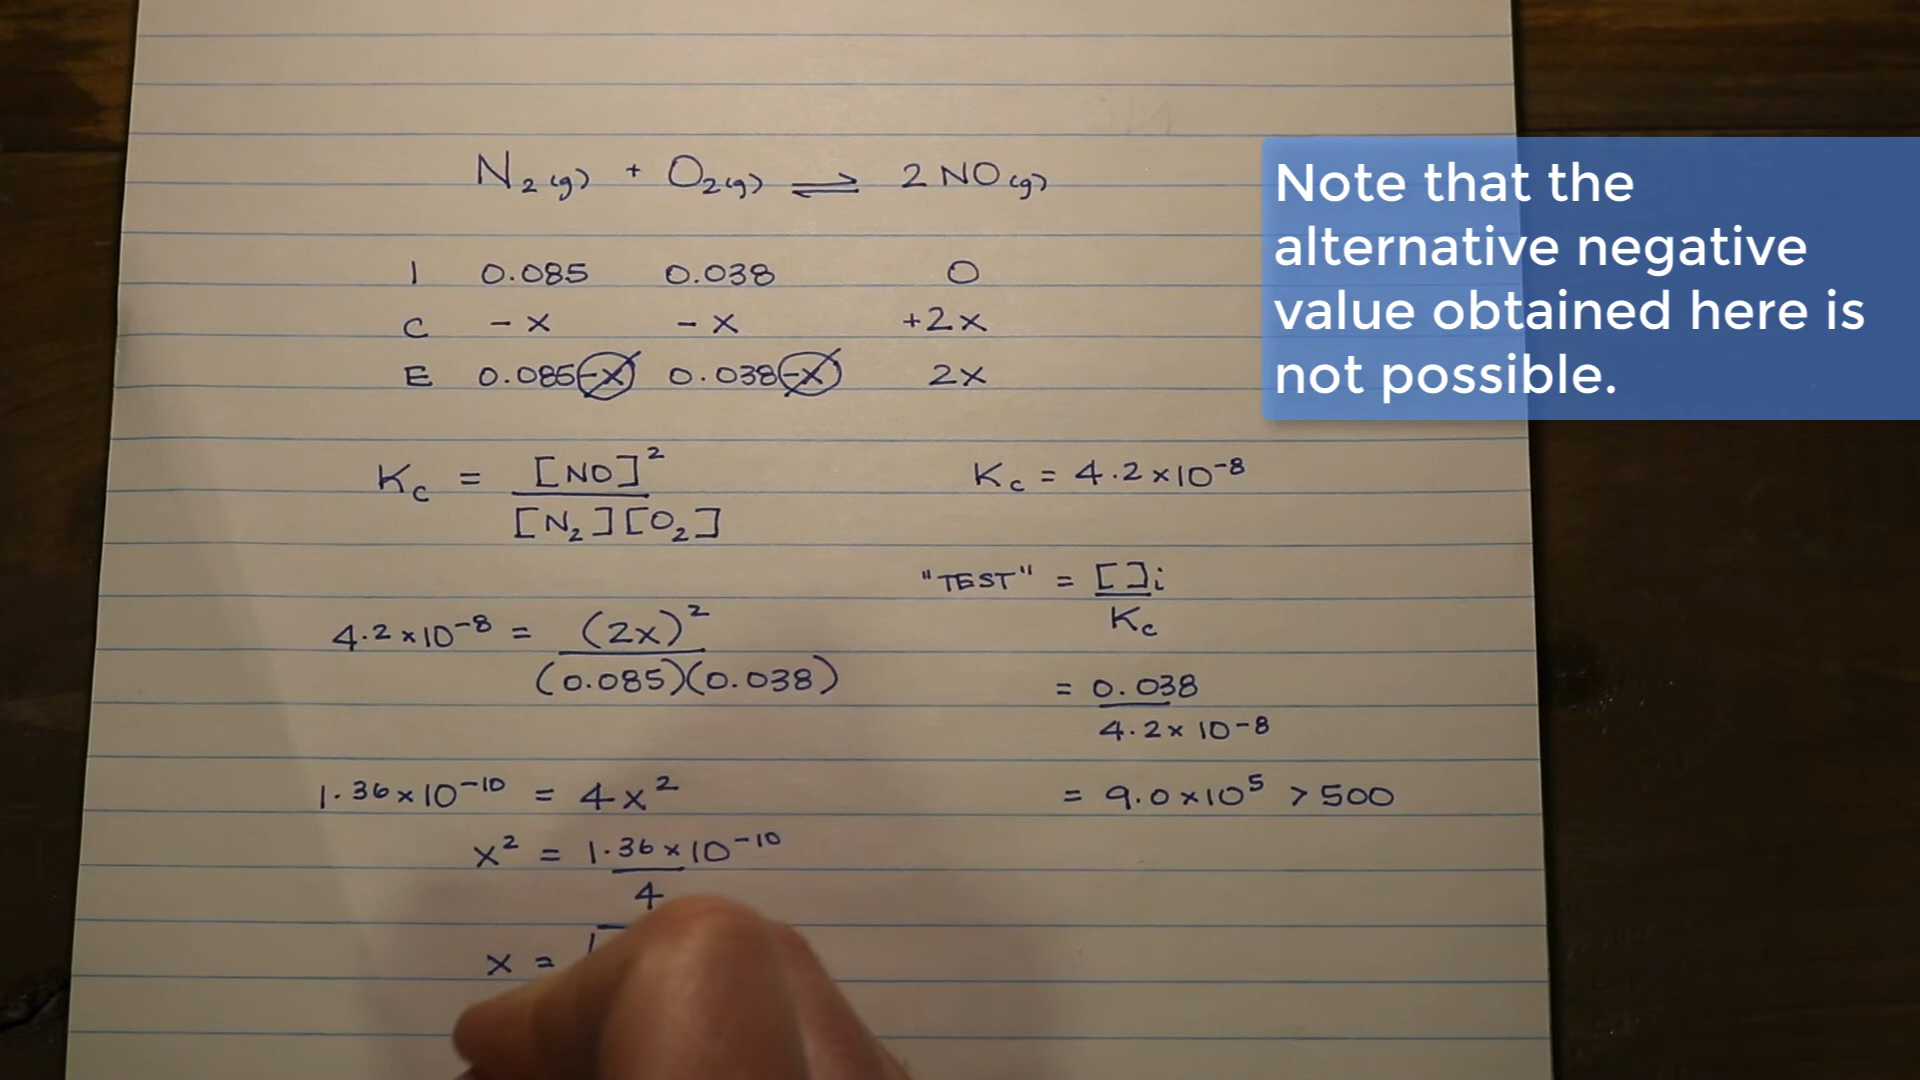 N₂(g) + O₂(g) ⇌ 2 NO(g)
I 0.085 0.038 0
C - x - x +2x
E 0.085-x 0.038-x 2x
Kc = [NO]² / [N₂][O₂]
4.2 x 10⁻⁸ = (2x)² / (0.085)(0.038)
1.36 x 10⁻¹⁰ = 4x²
x² = 1.36 x 10⁻¹⁰ / 4
x =
Kc = 4.2 x 10⁻⁸
"TEST" = [ ]i / Kc
= 0.038 / 4.2 x 10⁻⁸
= 9.0 x 10⁵ > 500
Note that the
alternative negative
value obtained here is
not possible.